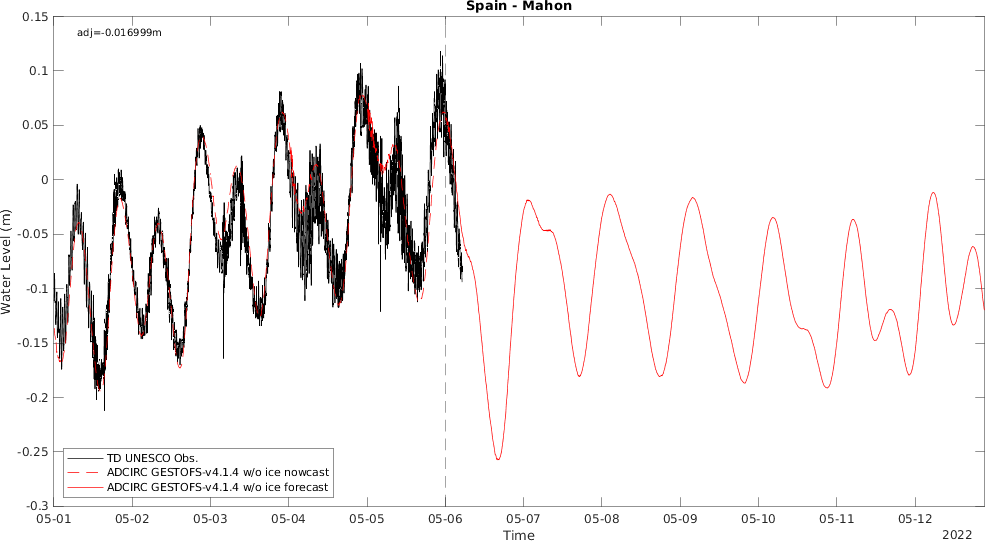 Spain - Mahon
adj=-0.016999m
0.15
0.1
0.05
0
-0.05
-0.1
-0.15
-0.2
-0.25
-0.3
Water Level (m)
TD UNESCO Obs.
ADCIRC GESTOFS-v4.1.4 w/o ice nowcast
ADCIRC GESTOFS-v4.1.4 w/o ice forecast
05-01 05-02 05-03 05-04 05-05 05-06 05-07 05-08 05-09 05-10 05-11 05-12
Time
2022